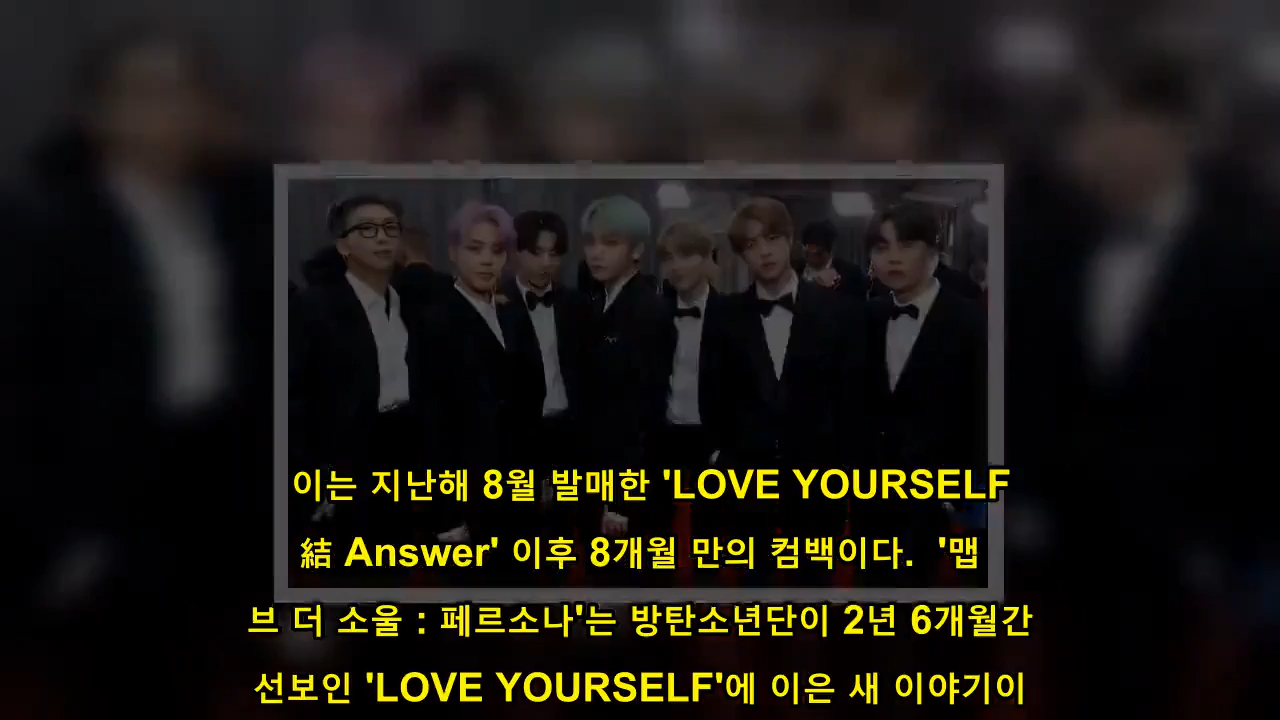 이는 지난해 8월 발매한 'LOVE YOURSELF
結 Answer' 이후 8개월 만의 컴백이다. '맵
브 더 소울 : 페르소나'는 방탄소년단이 2년 6개월간
선보인 'LOVE YOURSELF'에 이은 새 이야기이